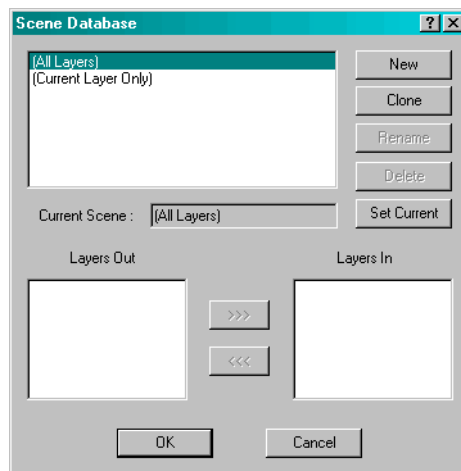 Scene Database
? X
(All Layers)
(Current Layer Only)
New
Clone
Rename
Delete
Current Scene : (All Layers)
Set Current
Layers Out
Layers In
>>>
<<<
OK
Cancel